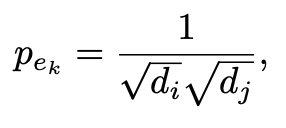 $p_{e_k} = \frac{1}{\sqrt{d_i}\sqrt{d_j}},$